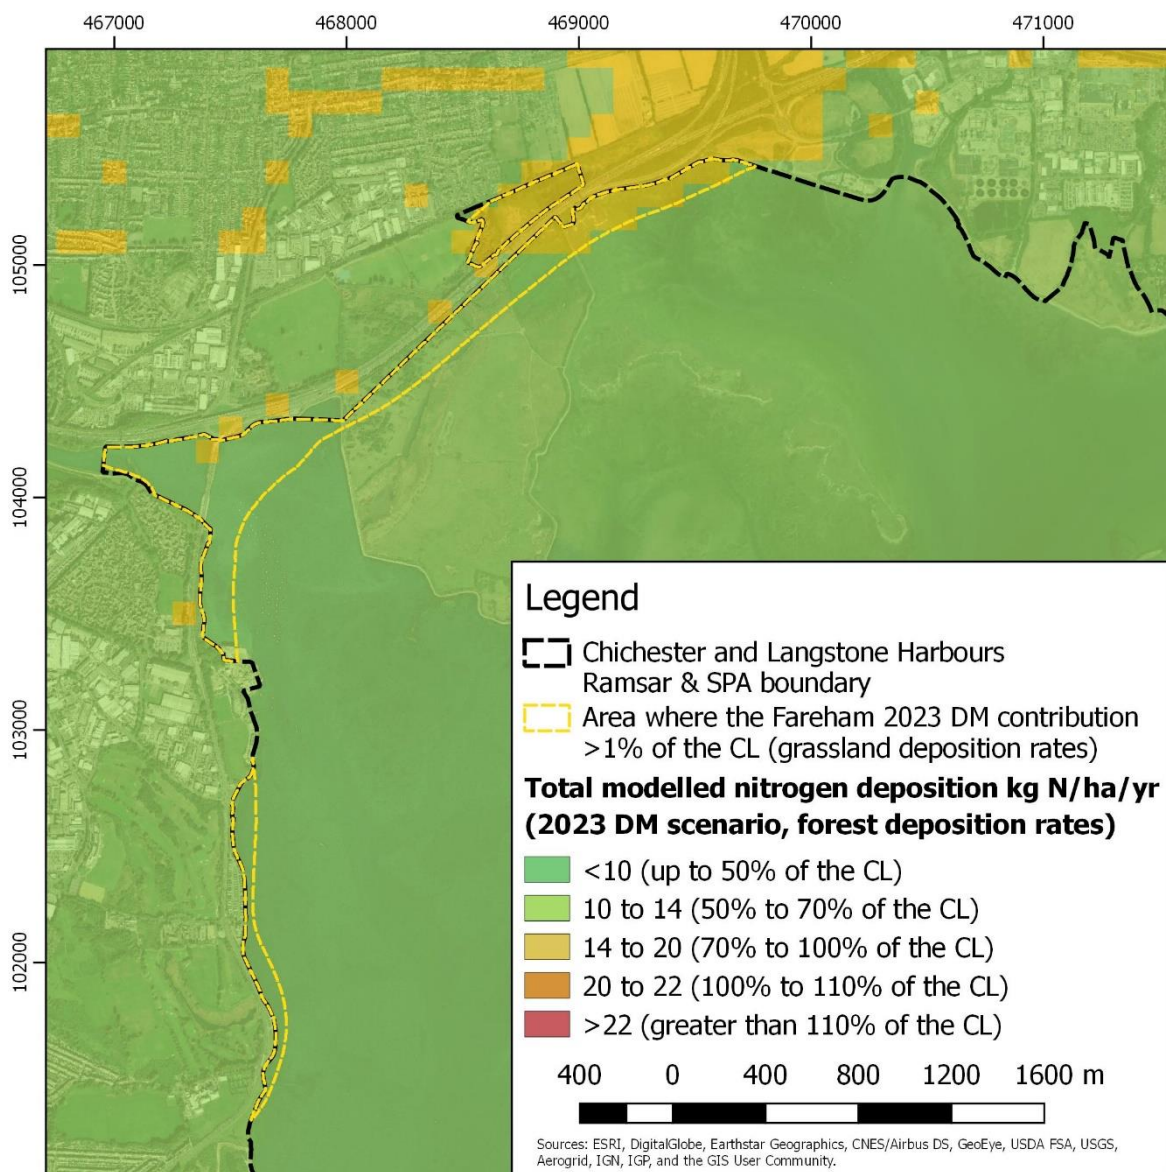 467000 468000 469000 470000 471000
105000
104000
103000
102000
Legend
Chichester and Langstone Harbours
Ramsar & SPA boundary
Area where the Fareham 2023 DM contribution
>1% of the CL (grassland deposition rates)
Total modelled nitrogen deposition kg N/ha/yr
(2023 DM scenario, forest deposition rates)
<10 (up to 50% of the CL)
10 to 14 (50% to 70% of the CL)
14 to 20 (70% to 100% of the CL)
20 to 22 (100% to 110% of the CL)
>22 (greater than 110% of the CL)
400 0 400 800 1200 1600 m
Sources: ESRI, DigitalGlobe, Earthstar Geographics, CNES/Airbus DS, GeoEye, USDA FSA, USGS,
Aerogrid, IGN, IGP, and the GIS User Community.